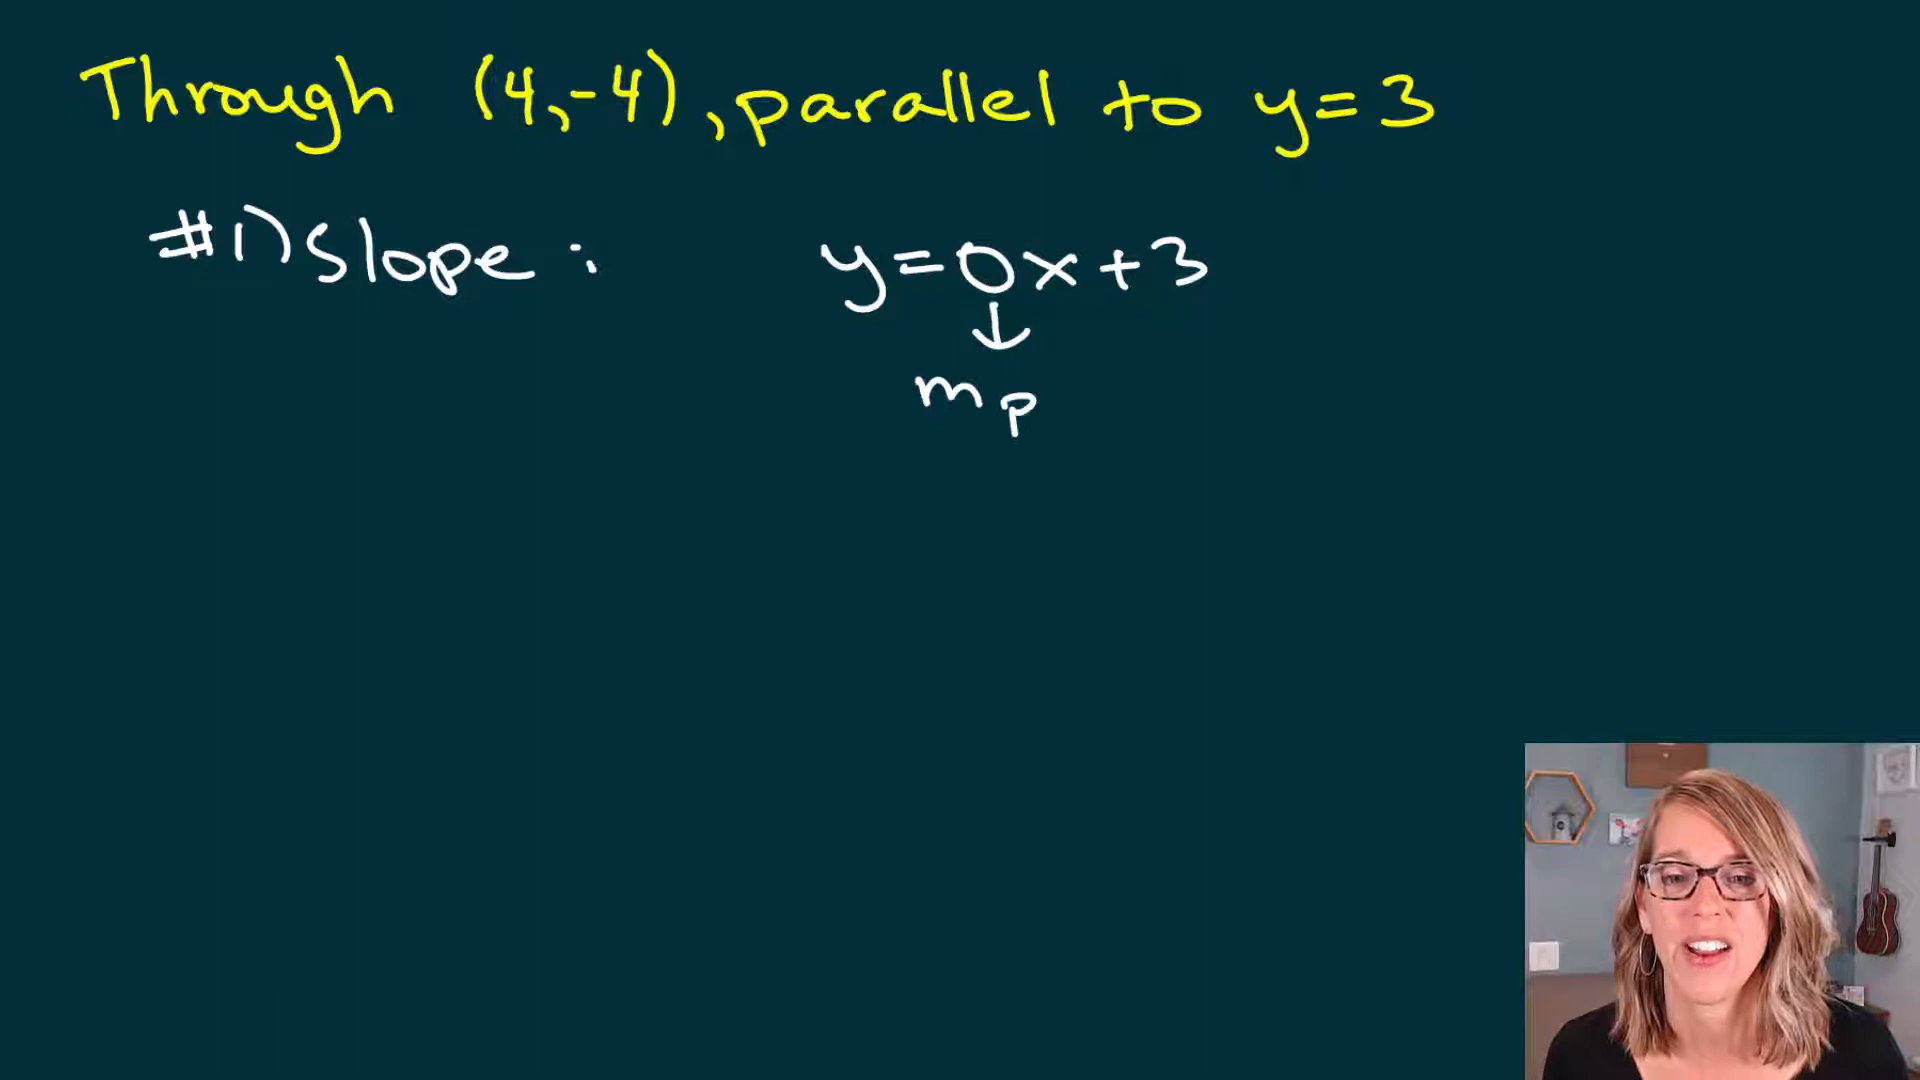 Through (4,-4), parallel to y=3
#1) Slope: y=0x+3
↓
mp